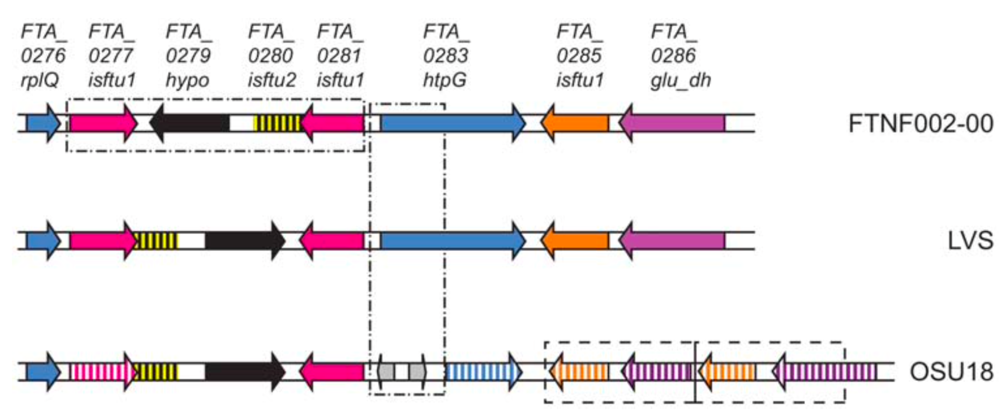 FTA_ FTA_ FTA_ FTA_ FTA_ FTA_ FTA_ FTA_
0276 0277 0279 0280 0281 0283 0285 0286
rplQ isftu1 hypo isftu2 isftu1 htpG isftu1 glu_dh
FTNF002-00
LVS
OSU18